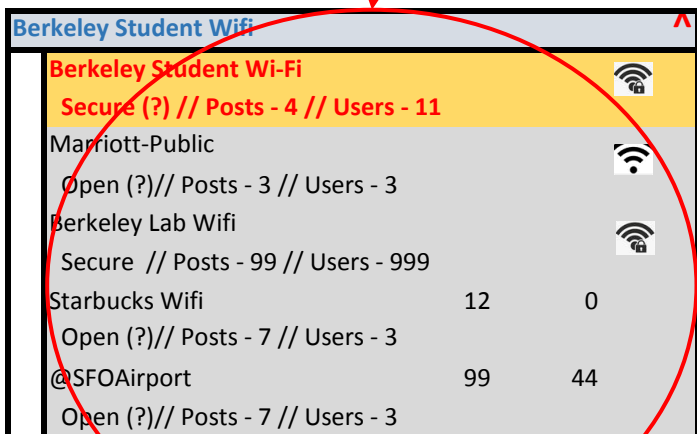 Berkeley Student Wifi ^
Berkeley Student Wi-Fi
Secure (?) // Posts - 4 // Users - 11
Marriott-Public
Open (?)// Posts - 3 // Users - 3
Berkeley Lab Wifi
Secure // Posts - 99 // Users - 999
Starbucks Wifi 12 0
Open (?)// Posts - 7 // Users - 3
@SFOAirport 99 44
Open (?)// Posts - 7 // Users - 3